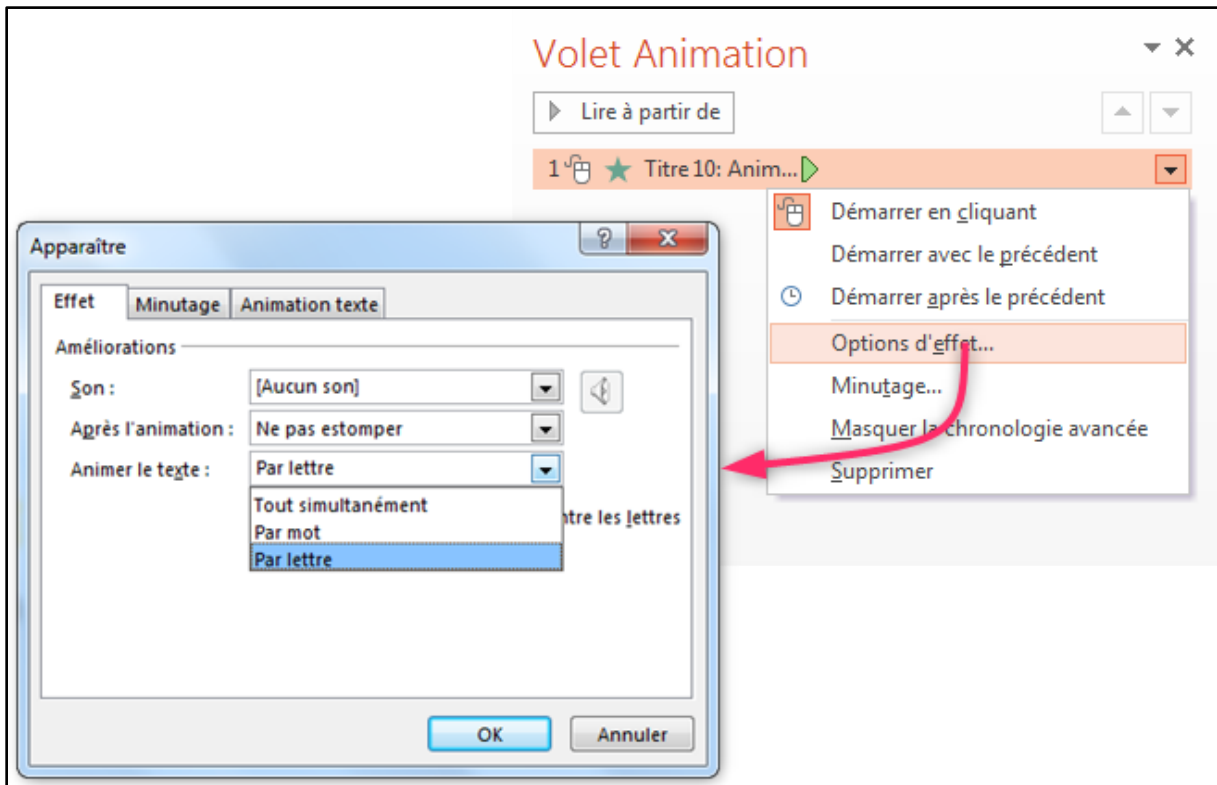 Volet Animation
Lire à partir de
1 Titre 10: Anim...
Démarrer en cliquant
Démarrer avec le précédent
Démarrer après le précédent
Options d'effet...
Minutage...
Masquer la chronologie avancée
Supprimer
Apparaître
Effet Minutage Animation texte
Améliorations
Son : [Aucun son]
Après l'animation : Ne pas estomper
Animer le texte : Par lettre
Tout simultanément
Par mot
Par lettre
ntre les lettres
OK Annuler